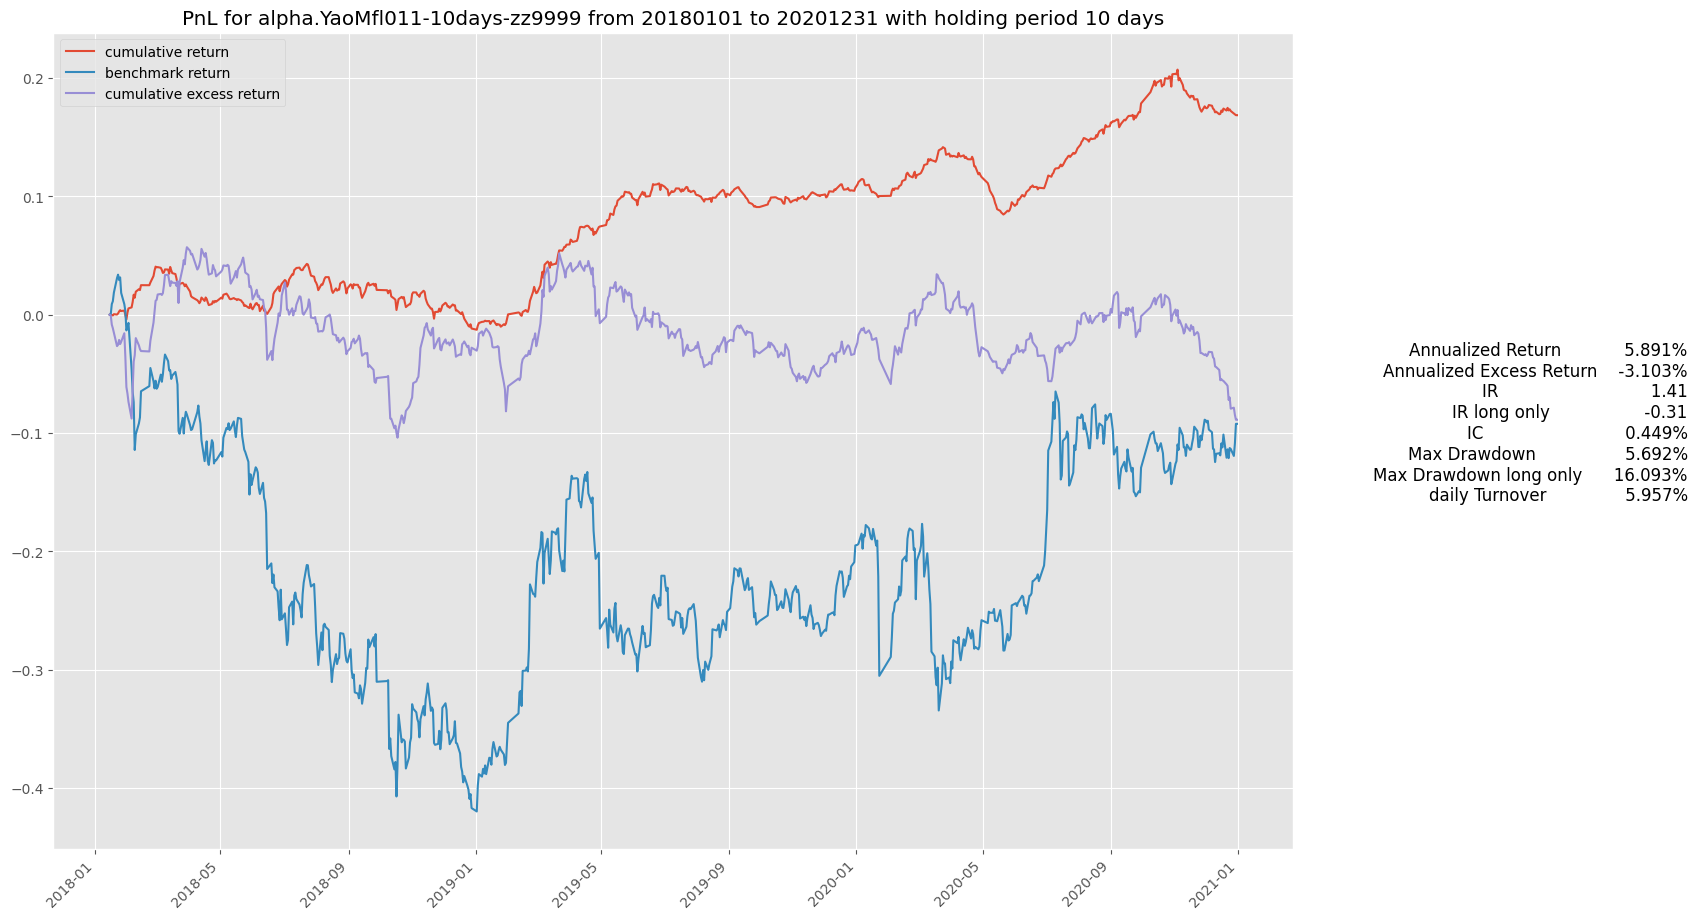 PnL for alpha.YaoMfl011-10days-zz9999 from 20180101 to 20201231 with holding period 10 days
cumulative return
benchmark return
cumulative excess return
0.2
0.1
0.0
−0.1
−0.2
−0.3
−0.4
Annualized Return 5.891%
Annualized Excess Return -3.103%
IR 1.41
IR long only -0.31
IC 0.449%
Max Drawdown 5.692%
Max Drawdown long only 16.093%
daily Turnover 5.957%
2018-01
2018-05
2018-09
2019-01
2019-05
2019-09
2020-01
2020-05
2020-09
2021-01